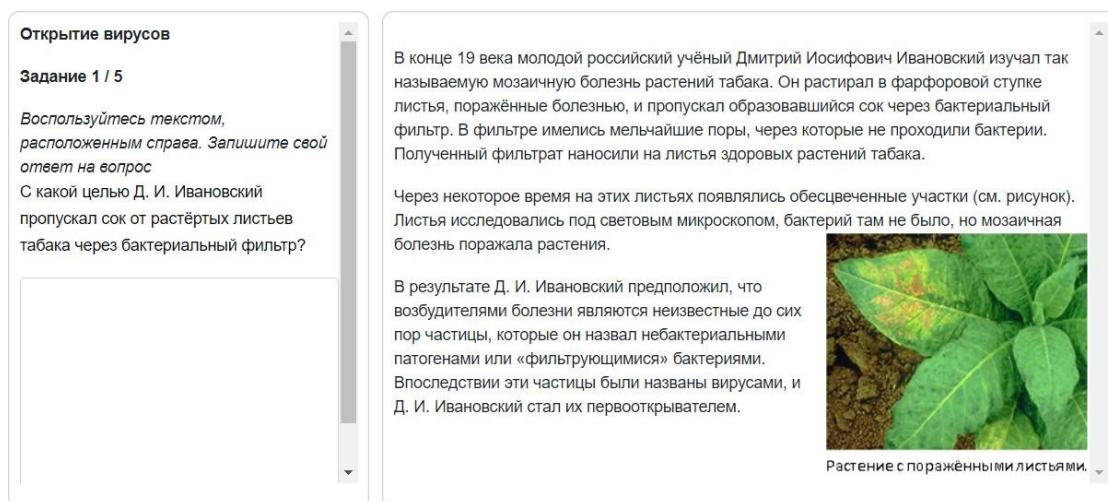 Открытие вирусов
Задание 1 / 5
Воспользуйтесь текстом,
расположенным справа. Запишите свой
ответ на вопрос
С какой целью Д. И. Ивановский
пропускал сок от растёртых листьев
табака через бактериальный фильтр?
В конце 19 века молодой российский учёный Дмитрий Иосифович Ивановский изучал так
называемую мозаичную болезнь растений табака. Он растирал в фарфоровой ступке
листья, поражённые болезнью, и пропускал образовавшийся сок через бактериальный
фильтр. В фильтре имелись мельчайшие поры, через которые не проходили бактерии.
Полученный фильтрат наносили на листья здоровых растений табака.
Через некоторое время на этих листьях появлялись обесцвеченные участки (см. рисунок).
Листья исследовались под световым микроскопом, бактерий там не было, но мозаичная
болезнь поражала растения.
В результате Д. И. Ивановский предположил, что
возбудителями болезни являются неизвестные до сих
пор частицы, которые он назвал небактериальными
патогенами или «фильтрующимися» бактериями.
Впоследствии эти частицы были названы вирусами, и
Д. И. Ивановский стал их первооткрывателем.
Растение с поражёнными листьями.